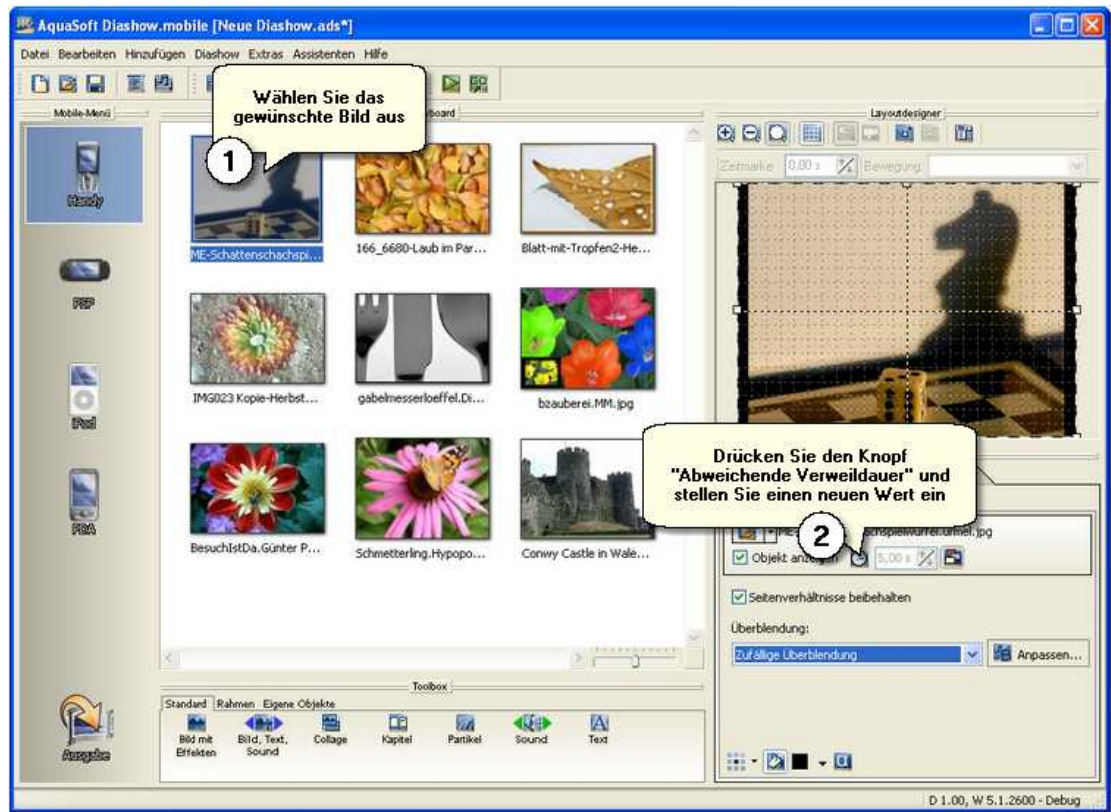 AquaSoft Diashow.mobile [Neue Diashow.ads*]
Datei Bearbeiten Hinzufügen Diashow Extras Assistenten Hilfe
Wählen Sie das
gewünschte Bild aus
1
Mobile-Menü
Layoutdesigner
Zeitmarke: 0,00 s Bewegung:
Handy
PSP
iPod
PDA
Ausgabe
ME-Schattenschachspi...
166_6680-Laub im Par...
Blatt-mit-Tropfen2-He...
IMG023 Kopie-Herbst...
gabelmesserloeffel.Di...
bzauberei.MM.jpg
BesuchIstDa.Günter P...
Schmetterling.Hypopo...
Conwy Castle in Wale...
Drücken Sie den Knopf
"Abweichende Verweildauer" und
stellen Sie einen neuen Wert ein
2
Objekt anzeigen 5,00 s
Seitenverhältnisse beibehalten
Überblendung:
Zufällige Überblendung Anpassen...
Toolbox
Standard Rahmen Eigene Objekte
Bild mit
Effekten
Bild, Text,
Sound
Collage
Kapitel
Partikel
Sound
Text
D 1.00, W 5.1.2600 - Debug